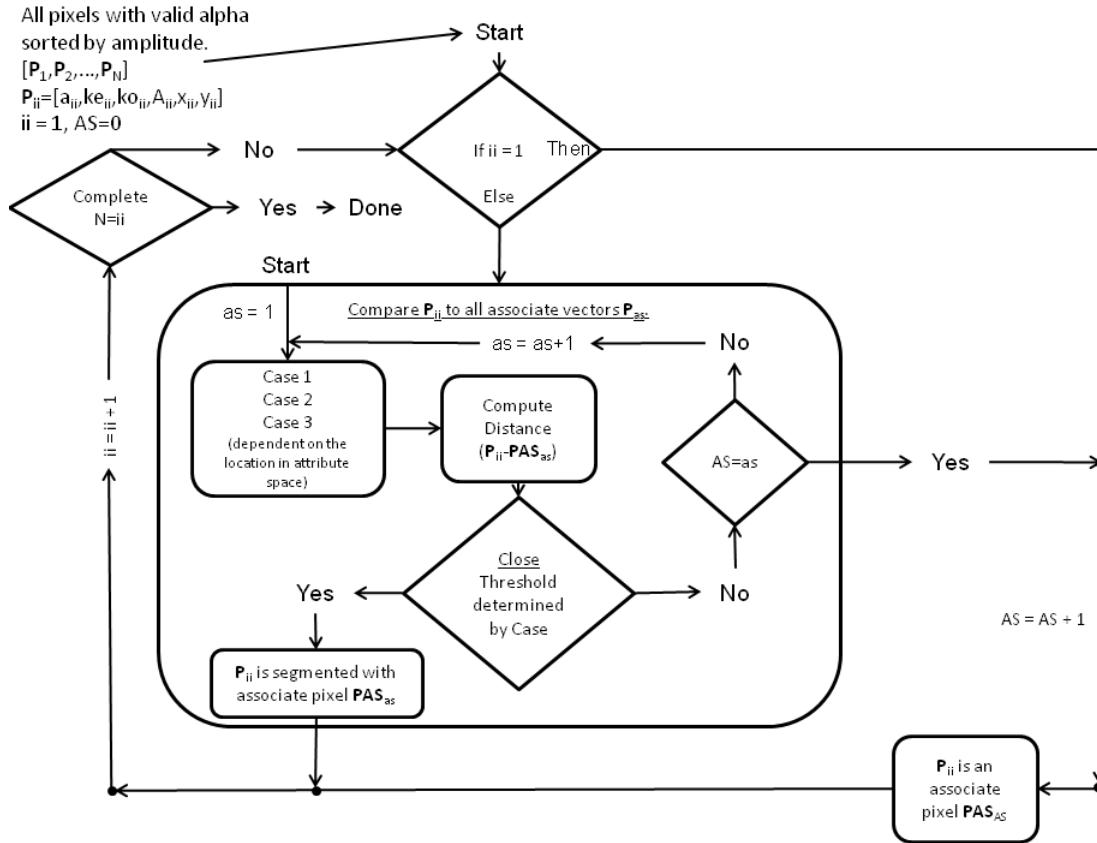 All pixels with valid alpha
sorted by amplitude.
[P1,P2,...,PN]
Pii=[aii,keii,koii,Aii,xii,yii]
ii = 1, AS=0
Start
No
If ii = 1 Then
Else
Complete
N=ii
Yes
Done
Start
as = 1
Compare Pii to all associate vectors Pas.
as = as+1
No
Case 1
Case 2
Case 3
(dependent on the
location in attribute
space)
Compute
Distance
(Pii-PASas)
AS=as
Yes
ii = ii + 1
Close
Threshold
determined
by Case
Yes
No
AS = AS + 1
Pii is segmented with
associate pixel PASas
Pii is an
associate
pixel PASAS